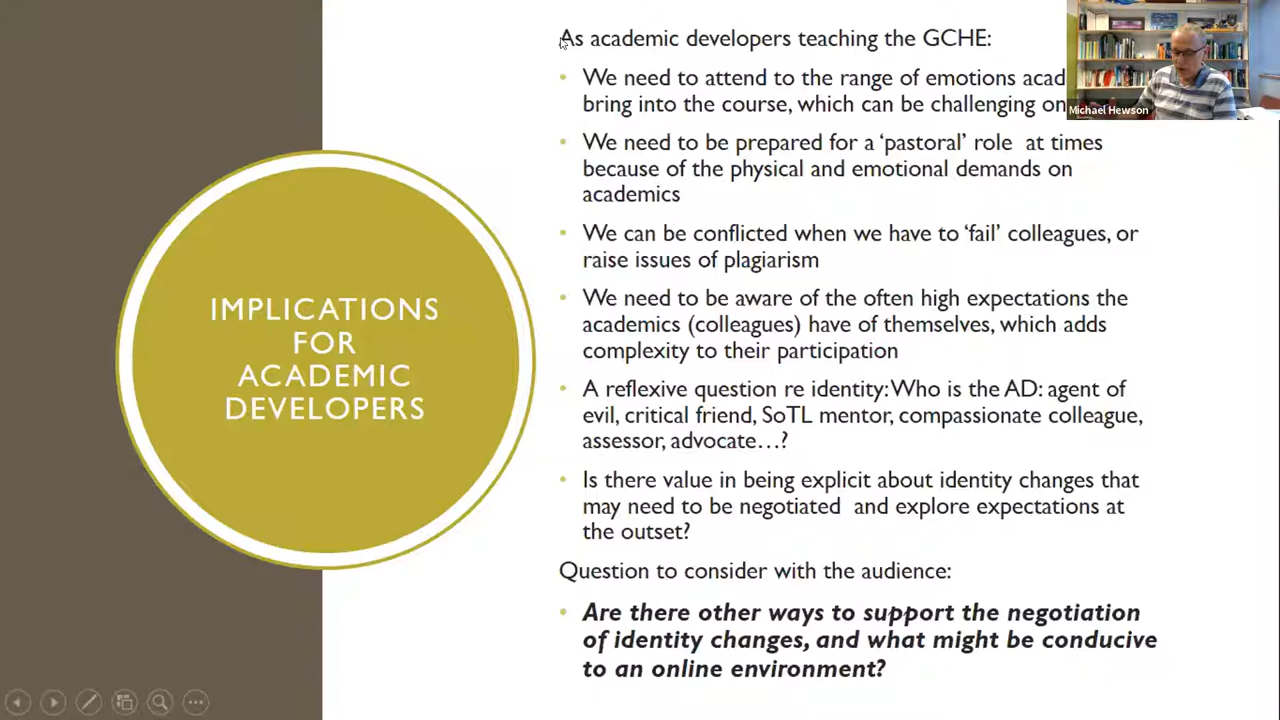 As academic developers teaching the GCHE:
• We need to attend to the range of emotions acad
bring into the course, which can be challenging on
• We need to be prepared for a ‘pastoral’ role at times
because of the physical and emotional demands on
academics
• We can be conflicted when we have to ‘fail’ colleagues, or
raise issues of plagiarism
• We need to be aware of the often high expectations the
academics (colleagues) have of themselves, which adds
complexity to their participation
• A reflexive question re identity: Who is the AD: agent of
evil, critical friend, SoTL mentor, compassionate colleague,
assessor, advocate…?
• Is there value in being explicit about identity changes that
may need to be negotiated and explore expectations at
the outset?
Question to consider with the audience:
• Are there other ways to support the negotiation
of identity changes, and what might be conducive
to an online environment?
IMPLICATIONS
FOR
ACADEMIC
DEVELOPERS
Michael Hewson